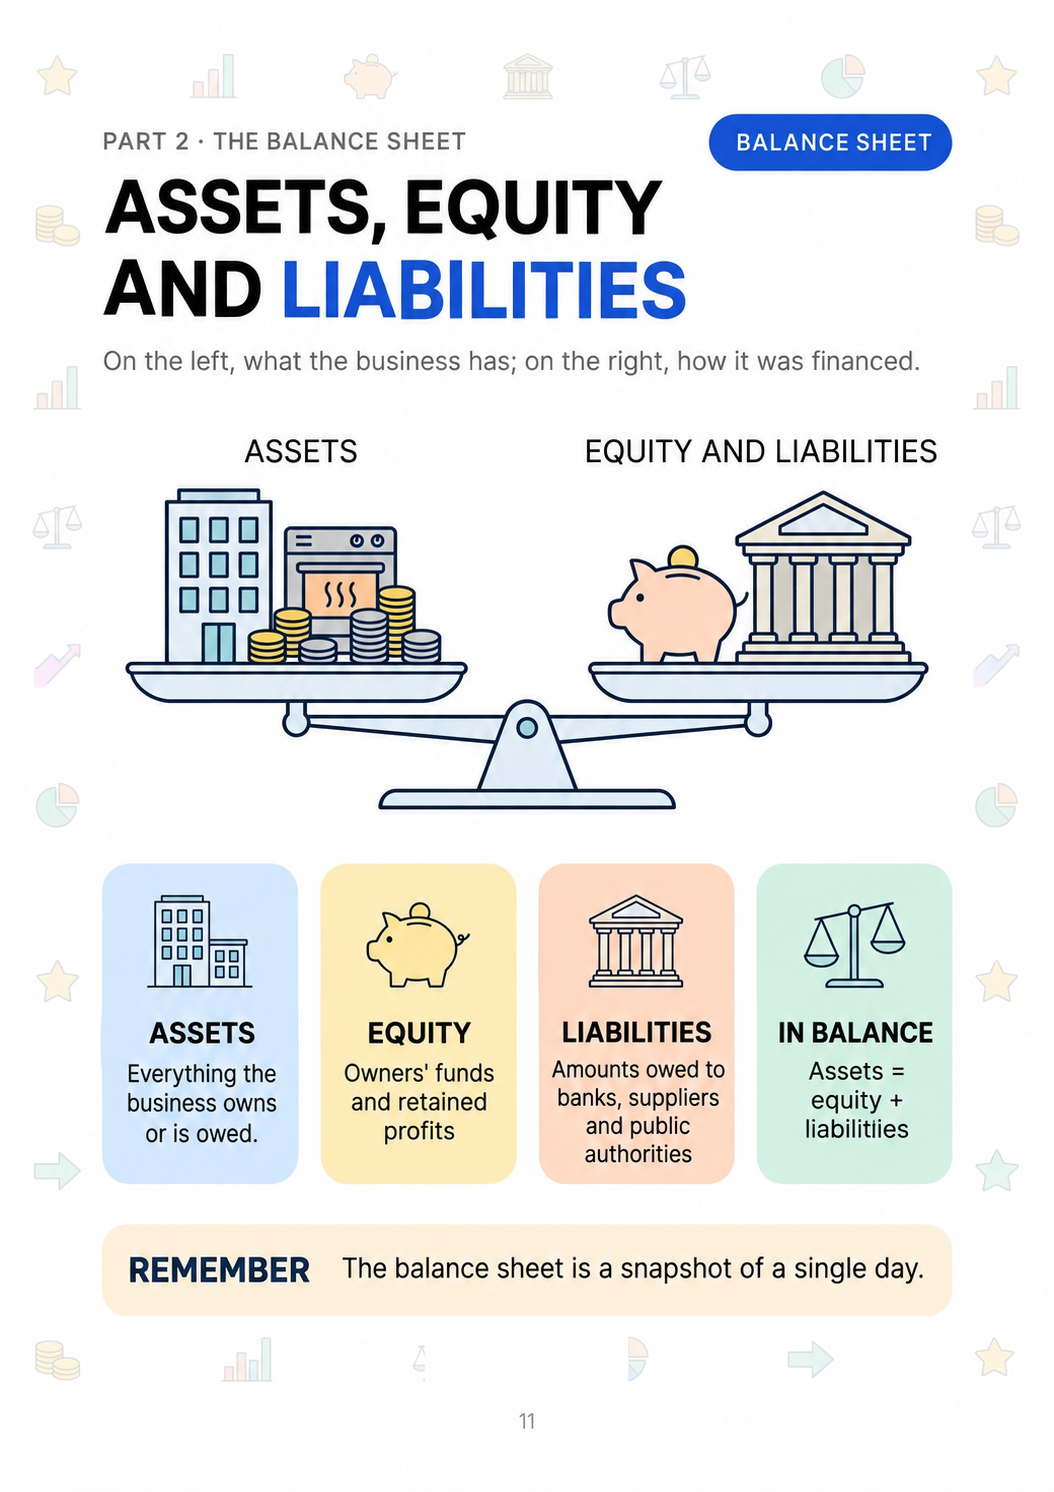 PART 2 · THE BALANCE SHEET
BALANCE SHEET
ASSETS, EQUITY
AND LIABILITIES
On the left, what the business has; on the right, how it was financed.
ASSETS
EQUITY AND LIABILITIES
ASSETS
Everything the
business owns
or is owed.
EQUITY
Owners' funds
and retained
profits
LIABILITIES
Amounts owed to
banks, suppliers
and public
authorities
IN BALANCE
Assets =
equity +
liabilitiies
REMEMBER The balance sheet is a snapshot of a single day.
11